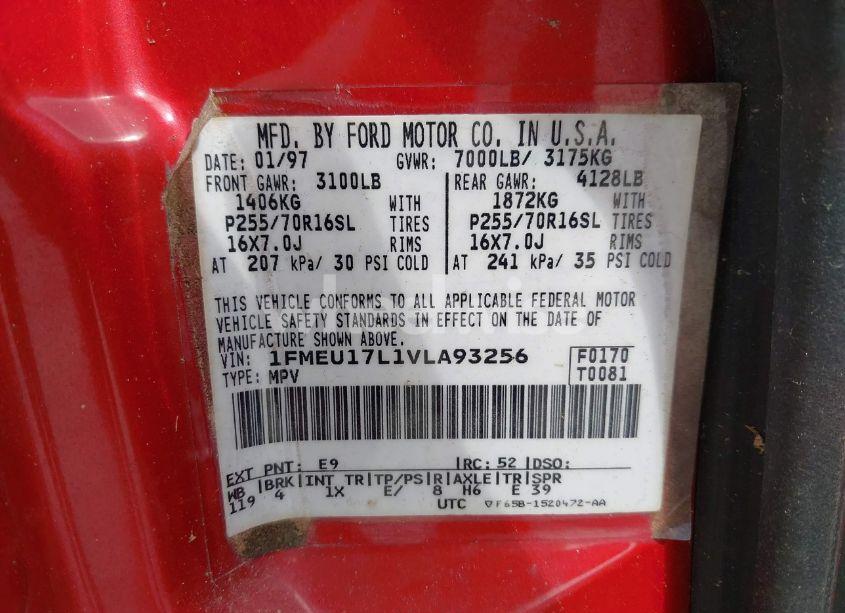 MFD. BY FORD MOTOR CO. IN U.S.A.
DATE: 01/97 GVWR: 7000LB/ 3175KG
FRONT GAWR: 3100LB REAR GAWR: 4128LB
1406KG WITH 1872KG WITH
P255/70R16SL TIRES P255/70R16SL TIRES
16X7.0J RIMS 16X7.0J RIMS
AT 207 kPa/ 30 PSI COLD AT 241 kPa/ 35 PSI COLD
THIS VEHICLE CONFORMS TO ALL APPLICABLE FEDERAL MOTOR
VEHICLE SAFETY STANDARDS IN EFFECT ON THE DATE OF
MANUFACTURE SHOWN ABOVE.
VIN: 1FMEU17L1VLA93256 F0170
TYPE: MPV T0081
EXT PNT: E9 RC: 52 DSO:
WB BRK INT TR TP/PS R AXLE TR SPR
119 4 1X E/ 8 H6 E 39
UTC ▽F65B-1520472-AA